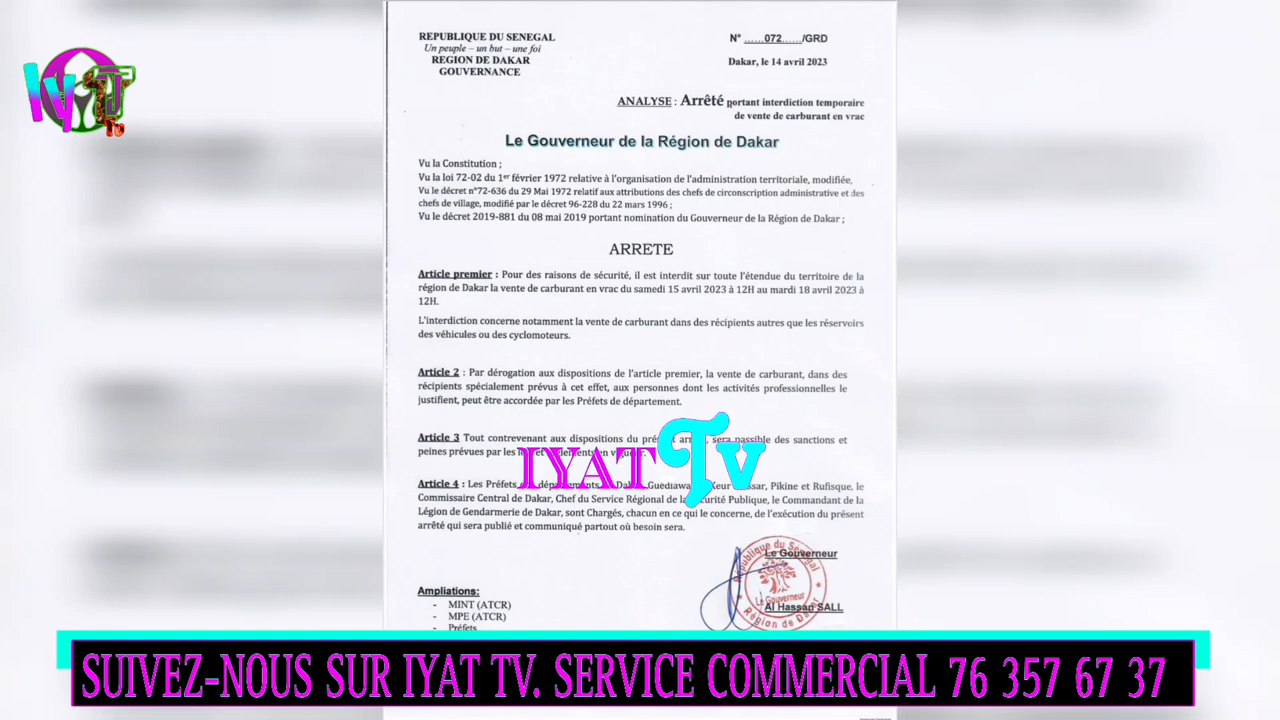 IYTV
tv
REPUBLIQUE DU SENEGAL
Un peuple – un but – une foi
REGION DE DAKAR
GOUVERNANCE
N° ......072....../GRD
Dakar, le 14 avril 2023
ANALYSE : Arrêté portant interdiction temporaire
de vente de carburant en vrac
Le Gouverneur de la Région de Dakar
Vu la Constitution ;
Vu la loi 72-02 du 1er février 1972 relative à l'organisation de l'administration territoriale, modifiée,
Vu le décret n°72-636 du 29 Mai 1972 relatif aux attributions des chefs de circonscription administrative et des
chefs de village, modifié par le décret 96-228 du 22 mars 1996 ;
Vu le décret 2019-881 du 08 mai 2019 portant nomination du Gouverneur de la Région de Dakar ;
ARRETE
Article premier : Pour des raisons de sécurité, il est interdit sur toute l'étendue du territoire de la
région de Dakar la vente de carburant en vrac du samedi 15 avril 2023 à 12H au mardi 18 avril 2023 à
12H.
L'interdiction concerne notamment la vente de carburant dans des récipients autres que les réservoirs
des véhicules ou des cyclomoteurs.
Article 2 : Par dérogation aux dispositions de l'article premier, la vente de carburant, dans des
récipients spécialement prévus à cet effet, aux personnes dont les activités professionnelles le
justifient, peut être accordée par les Préfets de département.
Article 3 Tout contrevenant aux dispositions du sera passible des sanctions et
peines prévues par les en
IYAT Tv
Article 4 : Les Préfets Guediawa Pikine et Rufisque, le
Commissaire Central de Dakar, Chef du Service Régional de la Sécurité Publique, le Commandant de la
Légion de Gendarmerie de Dakar, sont Chargés, chacun en ce qui le concerne, de l'exécution du présent
arrêté qui sera publié et communiqué partout où besoin sera.
Le Gouverneur
République du Sénégal
Le Gouverneur
Région de Dakar
Al Hassan SALL
Ampliations:
- MINT (ATCR)
- MPE (ATCR)
- Préfets
SUIVEZ-NOUS SUR IYAT TV. SERVICE COMMERCIAL 76 357 67 37